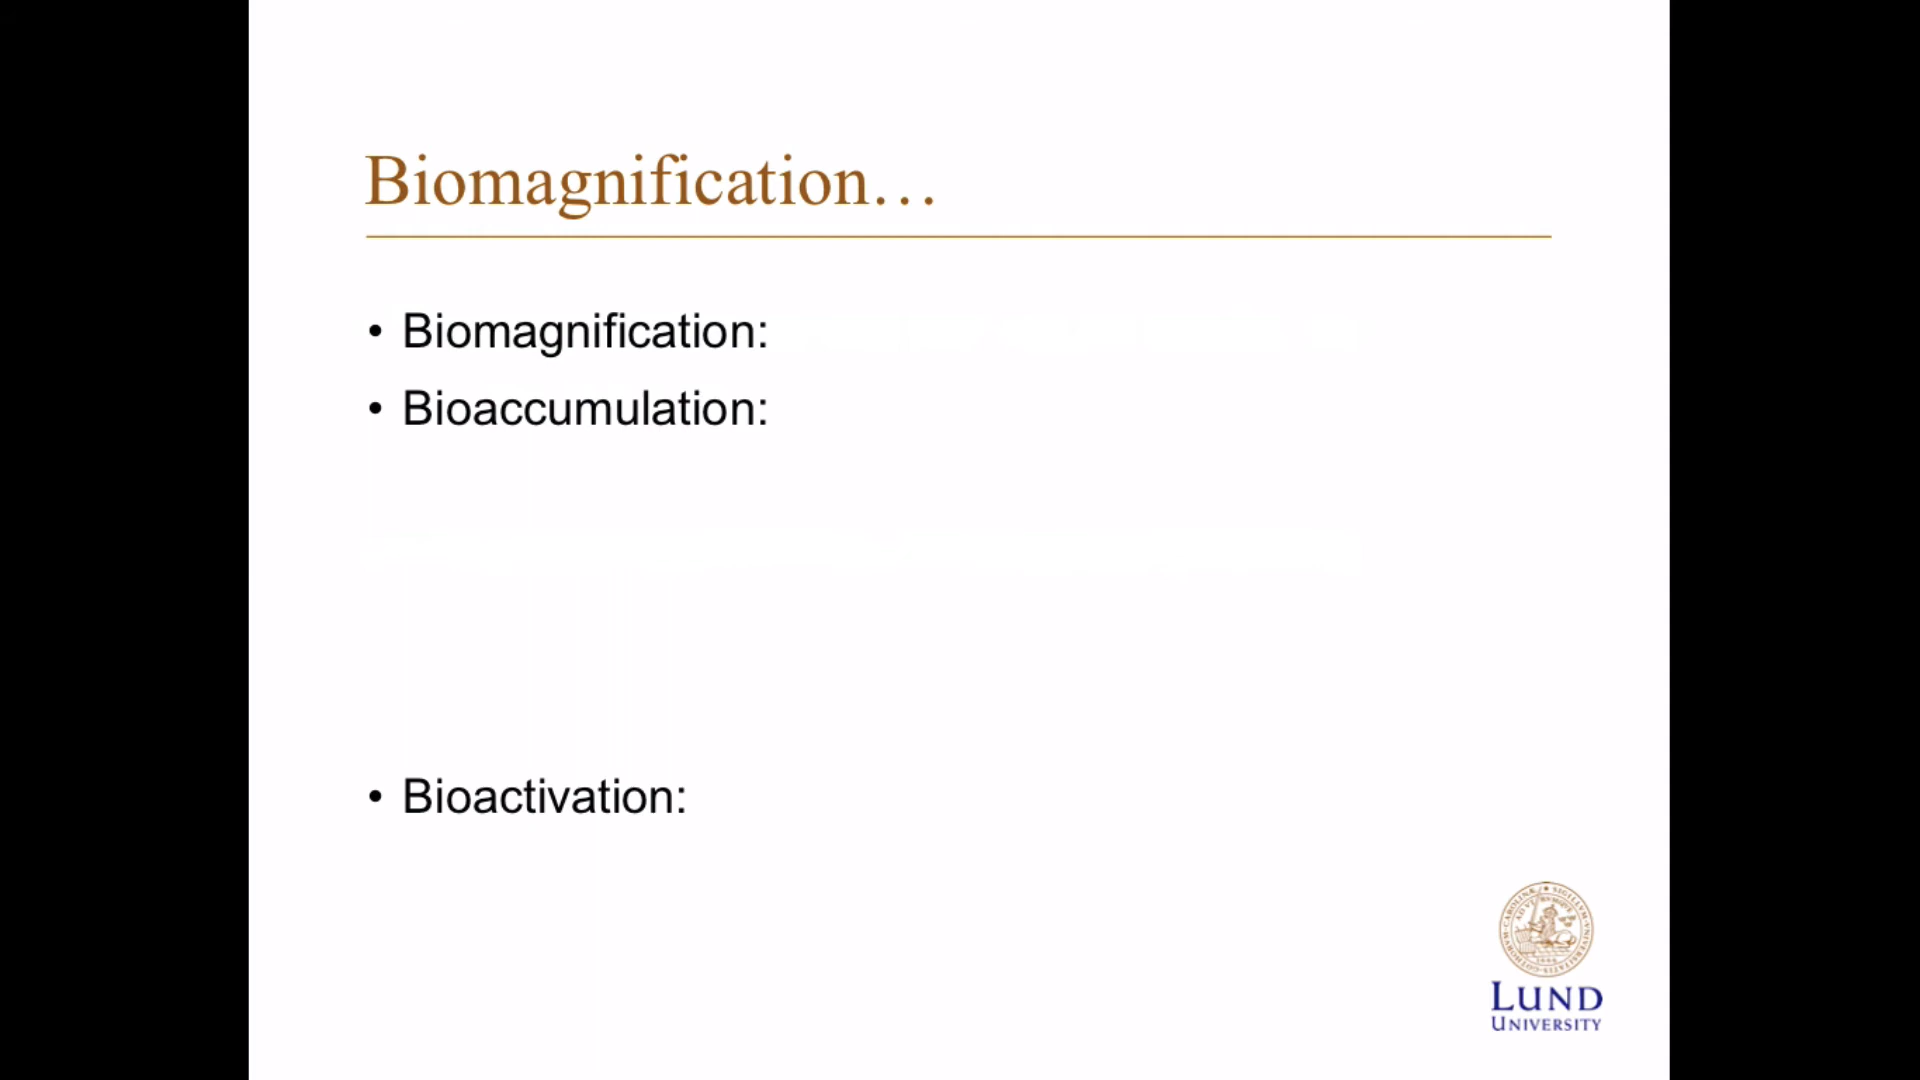 Biomagnification...
• Biomagnification:
• Bioaccumulation:
• Bioactivation:
LUND
UNIVERSITY